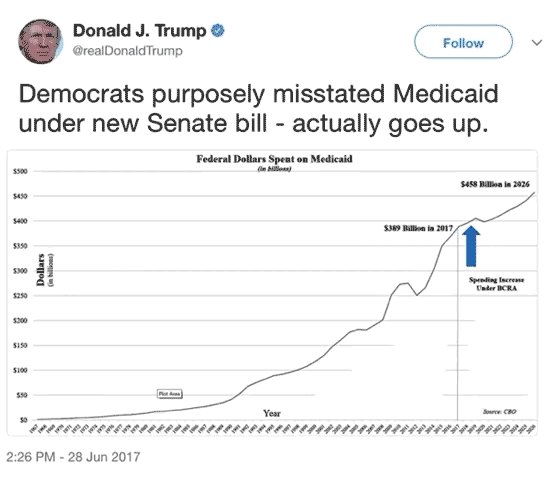 Donald J. Trump
@realDonaldTrump
Follow
Democrats purposely misstated Medicaid
under new Senate bill - actually goes up.
Federal Dollars Spent on Medicaid
(in billions)
$500
$458 Billion in 2026
$450
$400
$389 Billion in 2017
$350
$300
Spending Increase
Under BCRA
Dollars
(in billions)
$250
$200
$150
$100
$50
Plot Area
$0
Year
Source: CBO
2:26 PM - 28 Jun 2017